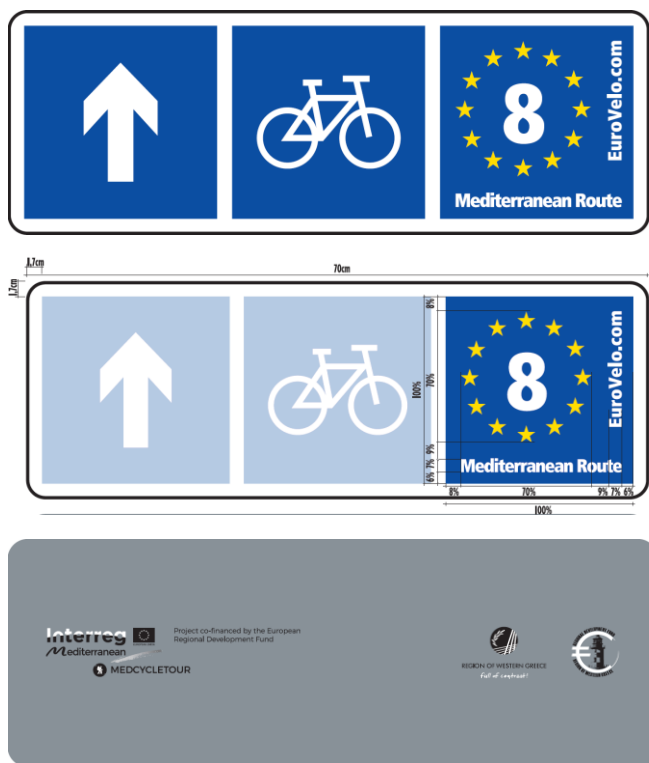 8
EuroVelo.com
Mediterranean Route
1,7cm
70cm
1,7cm
8%
70%
100%
9%
7%
6%
8
EuroVelo.com
Mediterranean Route
8%
70%
9%
7%
6%
100%
Interreg
Mediterranean
MEDCYCLETOUR
Project co-financed by the European
Regional Development Fund
REGION OF WESTERN GREECE
full of contrast!